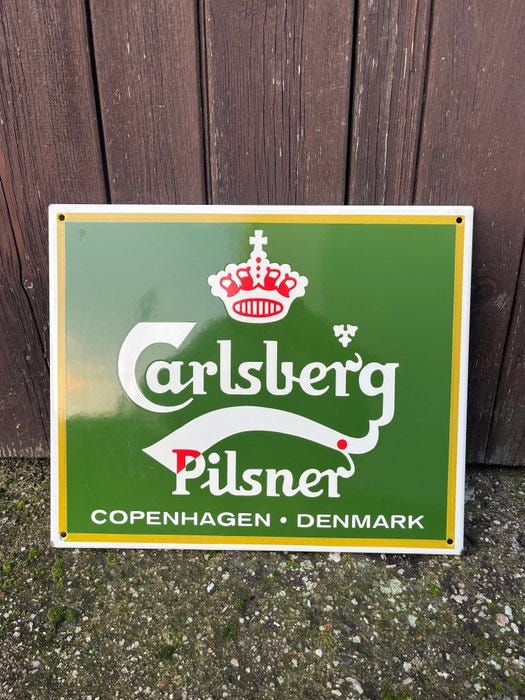 Carlsberg
Pilsner
COPENHAGEN • DENMARK